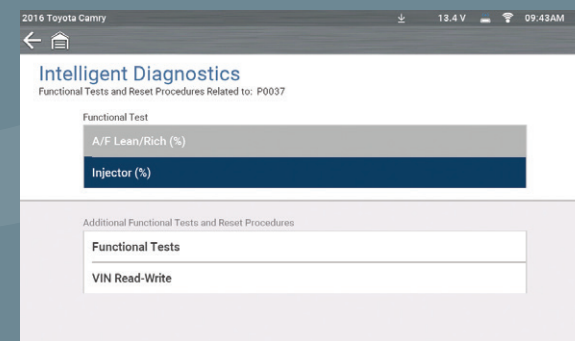 2016 Toyota Camry 13.4 V 09:43AM
Intelligent Diagnostics
Functional Tests and Reset Procedures Related to: P0037
Functional Test
A/F Lean/Rich (%)
Injector (%)
Additional Functional Tests and Reset Procedures
Functional Tests
VIN Read-Write